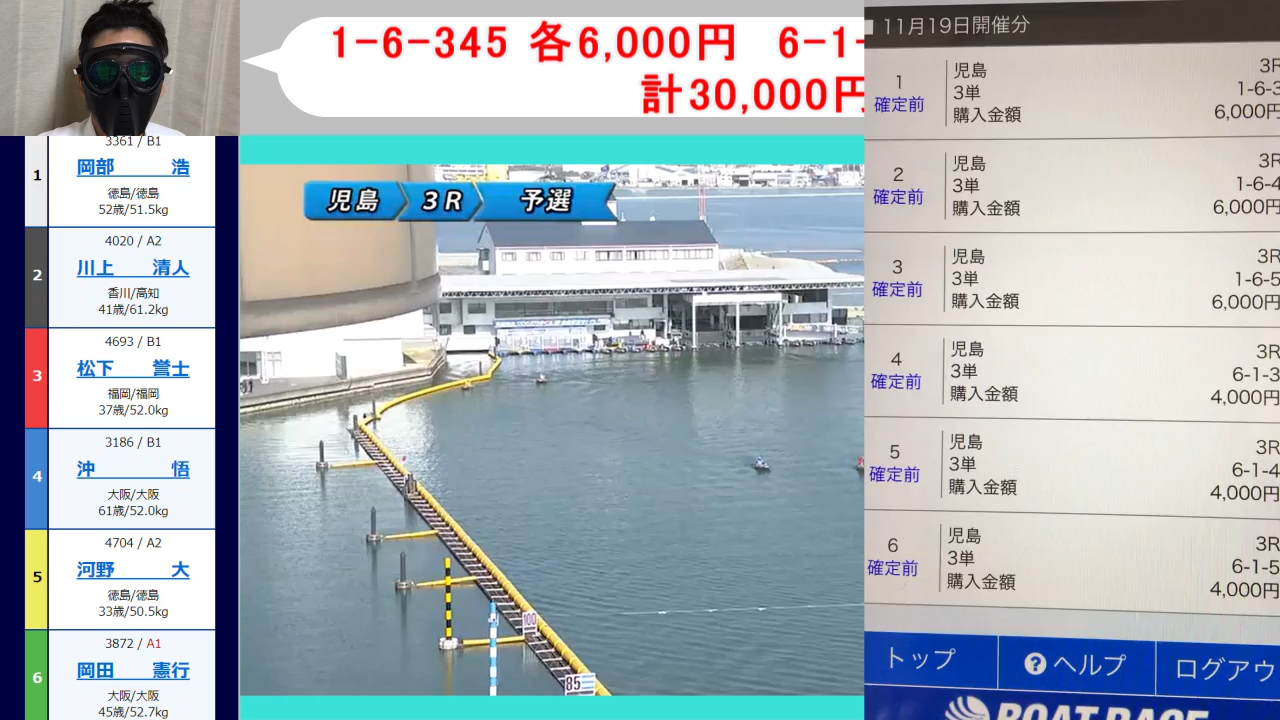 1-6-345 各6,000円 6-1-
計30,000円
3361 / B1
1
岡部 浩
徳島/徳島
52歳/51.5kg
4020 / A2
2
川上 清人
香川/高知
41歳/61.2kg
4693 / B1
3
松下 誉士
福岡/福岡
37歳/52.0kg
3186 / B1
4
沖 悟
大阪/大阪
61歳/52.0kg
4704 / A2
5
河野 大
徳島/徳島
33歳/50.5kg
3872 / A1
6
岡田 憲行
大阪/大阪
45歳/52.7kg
児島 3R 予選
100
85
■ 11月19日開催分
1
確定前
児島 3R
3単 1-6-3
購入金額 6,000円
2
確定前
児島 3R
3単 1-6-4
購入金額 6,000円
3
確定前
児島 3R
3単 1-6-5
購入金額 6,000円
4
確定前
児島 3R
3単 6-1-3
購入金額 4,000円
5
確定前
児島 3R
3単 6-1-4
購入金額 4,000円
6
確定前
児島 3R
3単 6-1-5
購入金額 4,000円
トップ ?ヘルプ ログアウ
BOAT RACE